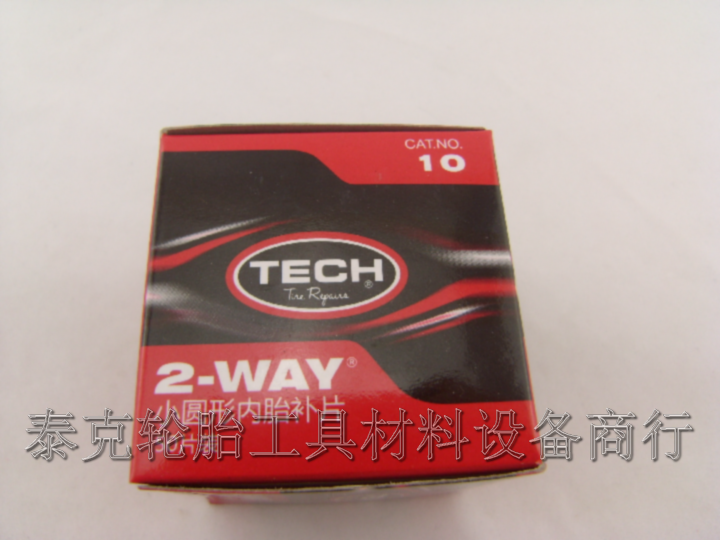 CAT.NO.
10
TECH®
Tire Repairs
2-WAY®
小圆形内胎补片
泰克轮胎工具材料设备商行